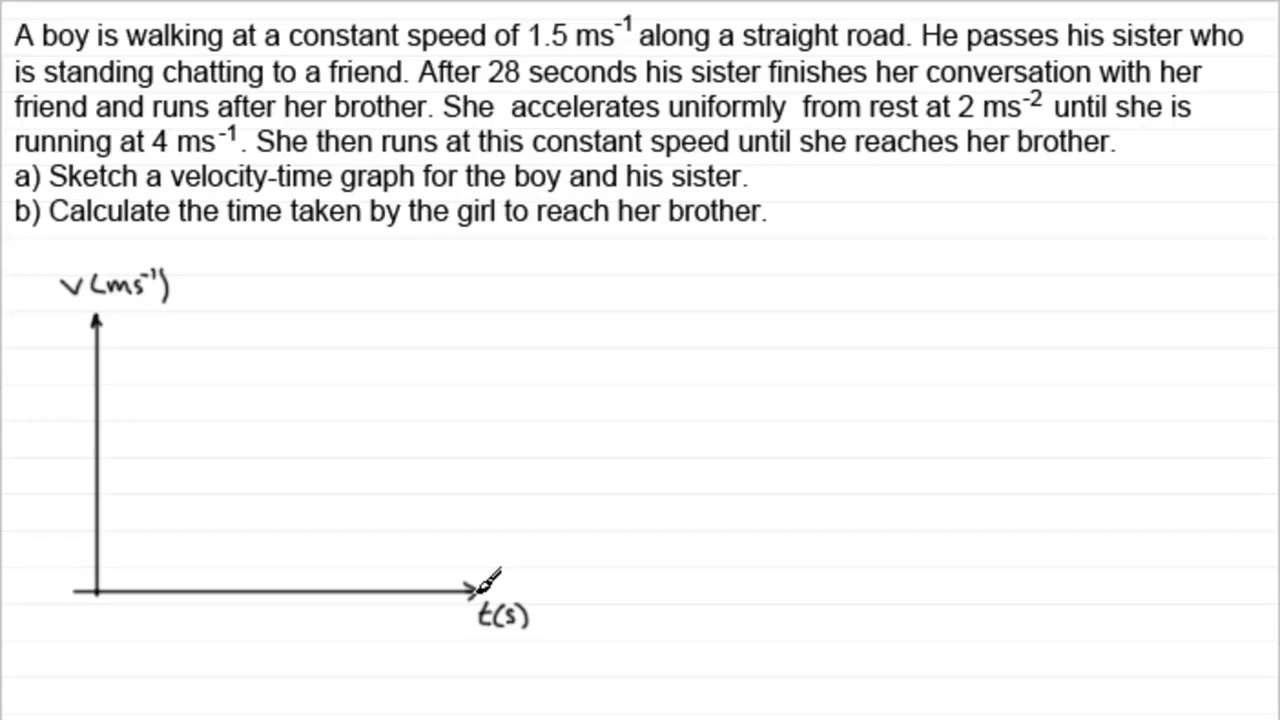 A boy is walking at a constant speed of 1.5 ms⁻¹ along a straight road. He passes his sister who
is standing chatting to a friend. After 28 seconds his sister finishes her conversation with her
friend and runs after her brother. She accelerates uniformly from rest at 2 ms⁻² until she is
running at 4 ms⁻¹. She then runs at this constant speed until she reaches her brother.
a) Sketch a velocity-time graph for the boy and his sister.
b) Calculate the time taken by the girl to reach her brother.
v (ms⁻¹)
t(s)